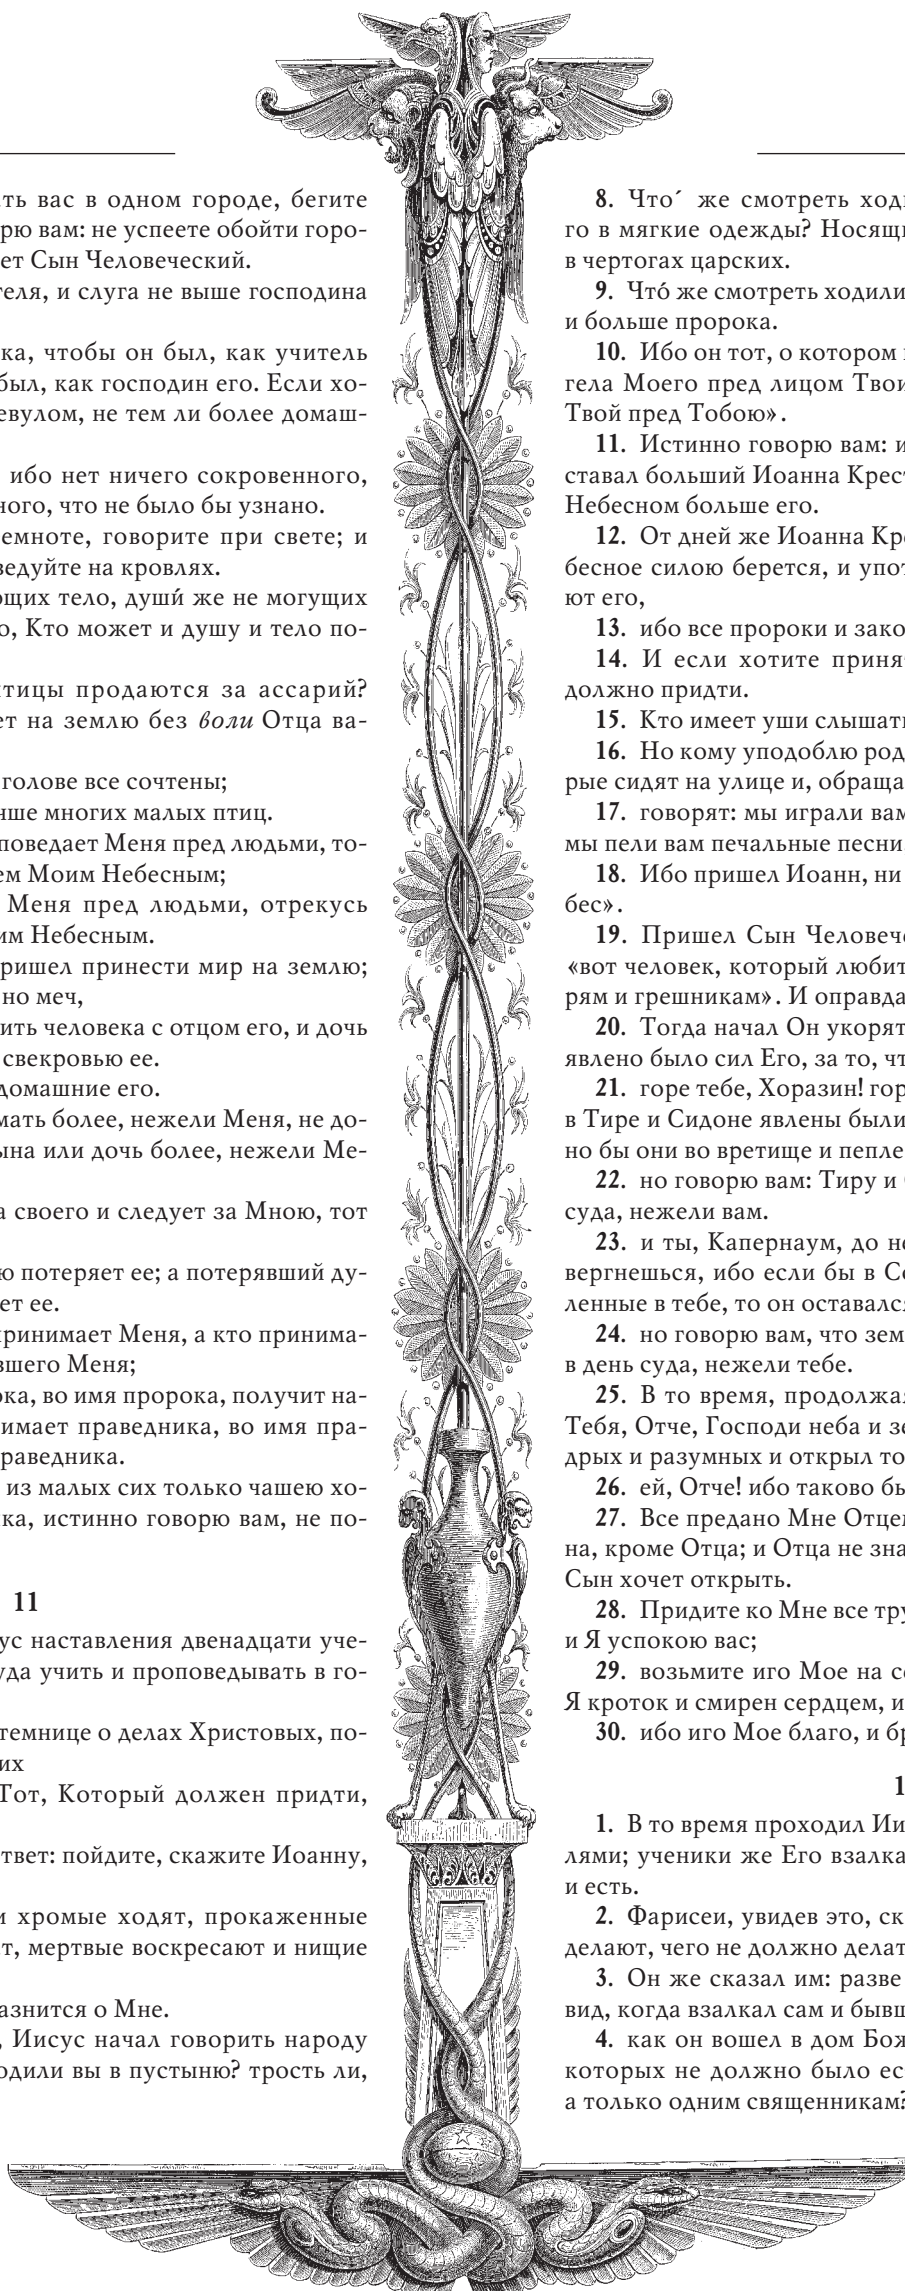 ть вас в одном городе, бегите
рю вам: не успеете обойти горо-
ет Сын Человеческий.
теля, и слуга не выше господина
ка, чтобы он был, как учитель
был, как господин его. Если хо-
евулом, не тем ли более домаш-
ибо нет ничего сокровенного,
ного, что не было бы узнано.
емноте, говорите при свете; и
ведуйте на кровлях.
ющих тело, души́ же не могущих
о, Кто может и душу и тело по-
птицы продаются за ассарий?
ет на землю без воли Отца ва-
голове все сочтены;
чше многих малых птиц.
поведает Меня пред людьми, то-
ем Моим Небесным;
Меня пред людьми, отрекусь
им Небесным.
ришел принести мир на землю;
но меч,
ить человека с отцом его, и дочь
свекровью ее.
домашние его.
мать более, нежели Меня, не до-
ына или дочь более, нежели Ме-
а своего и следует за Мною, тот
ю потеряет ее; а потерявший ду-
ет ее.
принимает Меня, а кто принима-
вшего Меня;
ока, во имя пророка, получит на-
нимает праведника, во имя пра-
раведника.
из малых сих только чашею хо-
ка, истинно говорю вам, не по-
11
ус наставления двенадцати уче-
уда учить и проповедывать в го-
темнице о делах Христовых, по-
их
Тот, Который должен придти,
твет: пойдите, скажите Иоанну,
и хромые ходят, прокаженные
т, мертвые воскресают и нищие
азнится о Мне.
, Иисус начал говорить народу
одили вы в пустыню? трость ли,
8. Что´ же смотреть ходи
го в мягкие одежды? Носящи
в чертогах царских.
9. Что́ же смотреть ходили
и больше пророка.
10. Ибо он тот, о котором
гела Моего пред лицом Твои
Твой пред Тобою».
11. Истинно говорю вам: и
ставал больший Иоанна Крест
Небесном больше его.
12. От дней же Иоанна Кре
бесное силою берется, и упот
ют его,
13. ибо все пророки и зако
14. И если хотите приня
должно придти.
15. Кто имеет уши слышать
16. Но кому уподоблю род
рые сидят на улице и, обраща
17. говорят: мы играли вам
мы пели вам печальные песни
18. Ибо пришел Иоанн, ни
бес».
19. Пришел Сын Человече
«вот человек, который любит
рям и грешникам». И оправда
20. Тогда начал Он укорят
явлено было сил Его, за то, чт
21. горе тебе, Хоразин! гор
в Тире и Сидоне явлены были
но бы они во вретище и пепле
22. но говорю вам: Тиру и
суда, нежели вам.
23. и ты, Капернаум, до не
вергнешься, ибо если бы в Со
ленные в тебе, то он оставался
24. но говорю вам, что зем
в день суда, нежели тебе.
25. В то время, продолжая
Тебя, Отче, Господи неба и зе
дрых и разумных и открыл то
26. ей, Отче! ибо таково бы
27. Все предано Мне Отцем
на, кроме Отца; и Отца не зна
Сын хочет открыть.
28. Придите ко Мне все тру
и Я успокою вас;
29. возьмите иго Мое на се
Я кроток и смирен сердцем, и
30. ибо иго Мое благо, и бр
1
1. В то время проходил Ии
лями; ученики же Его взалка
и есть.
2. Фарисеи, увидев это, ск
делают, чего не должно делат
3. Он же сказал им: разве
вид, когда взалкал сам и бывш
4. как он вошел в дом Бож
которых не должно было ес
а только одним священникам?